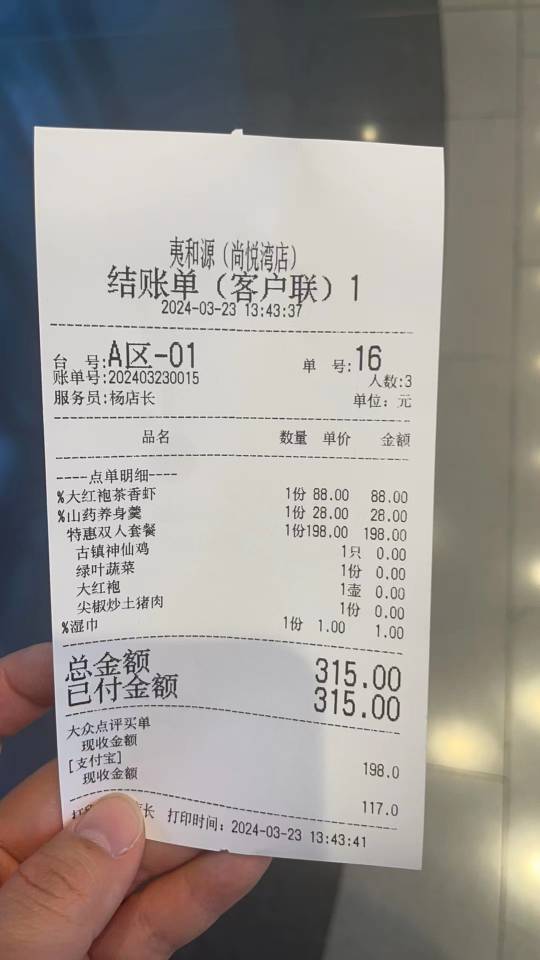 夷和源（尚悦湾店）
结账单（客户联）1
2024-03-23 13:43:37
台 号:A区-01 单 号:16
账单号:202403230015 人数:3
服务员:杨店长 单位: 元
品名 数量 单价 金额
----点单明细----
%大红袍茶香虾 1份 88.00 88.00
%山药养身羹 1份 28.00 28.00
特惠双人套餐 1份198.00 198.00
古镇神仙鸡 1只 0.00
绿叶蔬菜 1份 0.00
大红袍 1壶 0.00
尖椒炒土猪肉 1份 0.00
%湿巾 1份 1.00 1.00
总金额 315.00
已付金额 315.00
大众点评买单
现收金额 198.0
[支付宝]
现收金额 117.0
长 打印时间: 2024-03-23 13:43:41